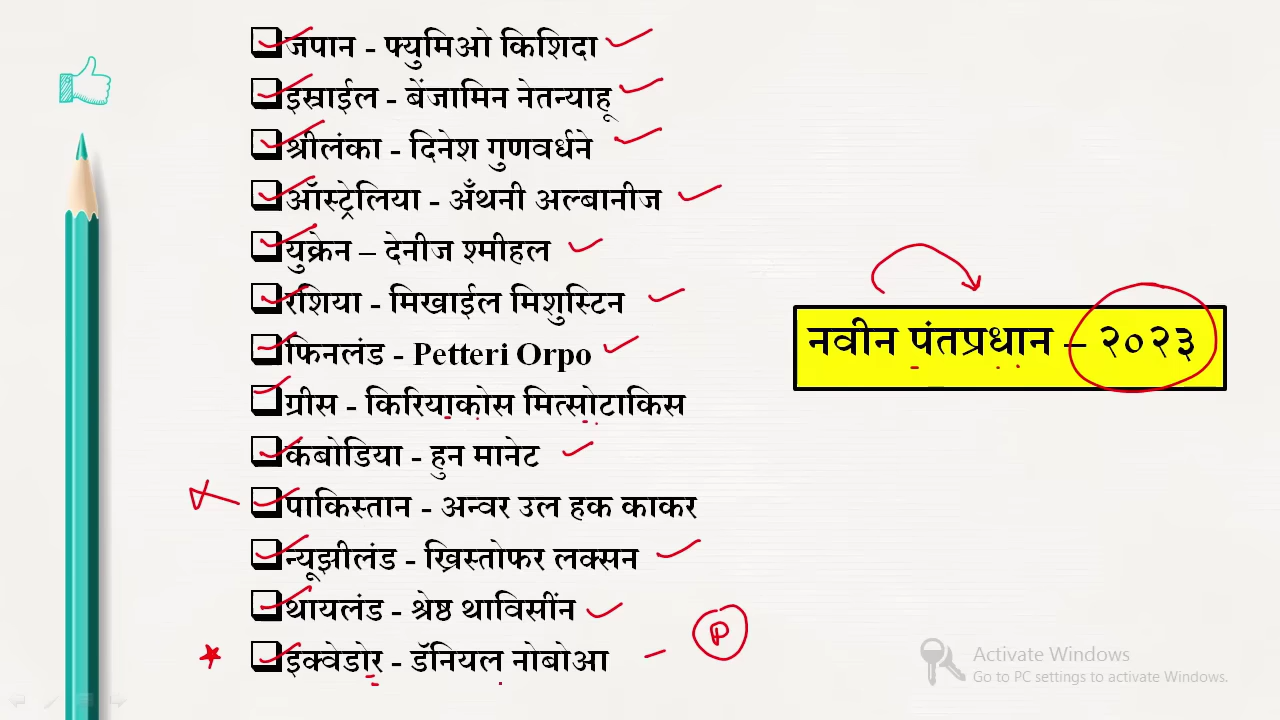 जपान - फ्युमिओ किशिदा
इस्राईल - बेंजामिन नेतन्याहू
श्रीलंका - दिनेश गुणवर्धने
ऑस्ट्रेलिया - अँथनी अल्बानीज
युक्रेन – देनीज श्मीहल
रशिया - मिखाईल मिशुस्टिन
फिनलंड - Petteri Orpo
ग्रीस - किरियाकोस मित्सोटाकिस
कंबोडिया - हुन मानेट
पाकिस्तान - अन्वर उल हक काकर
न्यूझीलंड - ख्रिस्तोफर लक्सन
थायलंड - श्रेष्ठ थाविसींन
इक्वेडोर - डॅनियल नोबोआ
P
नवीन पंतप्रधान – २०२३
Activate Windows
Go to PC settings to activate Windows.